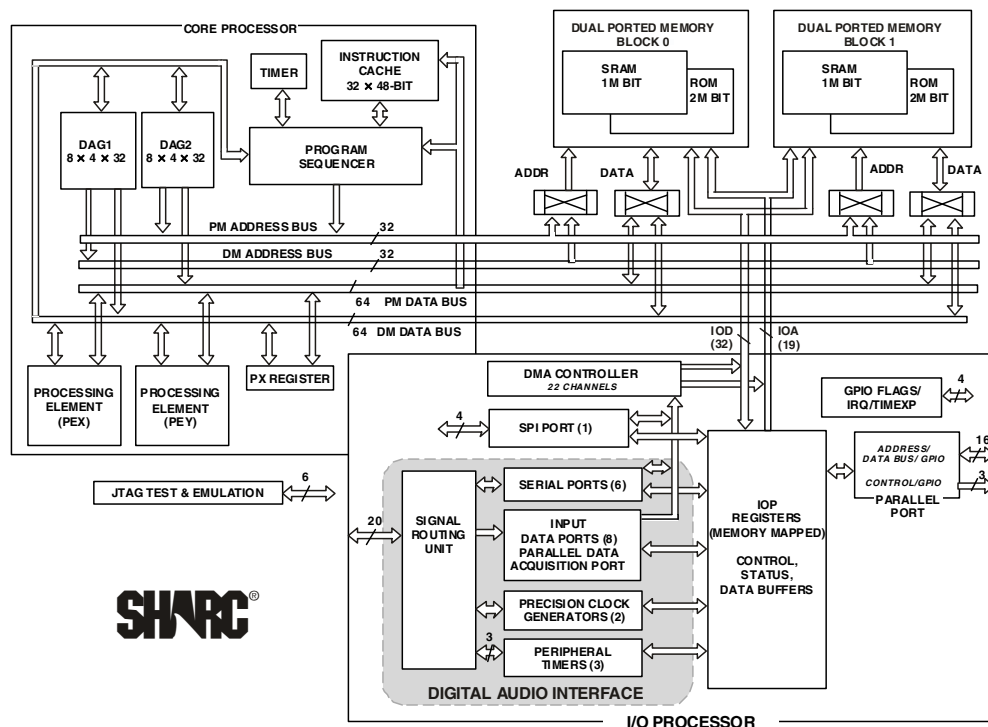 CORE PROCESSOR
TIMER
INSTRUCTION
CACHE
32 × 48-BIT
DAG1
8 × 4 × 32
DAG2
8 × 4 × 32
PROGRAM
SEQUENCER
DUAL PORTED MEMORY
BLOCK 0
SRAM
1M BIT
ROM
2M BIT
DUAL PORTED MEMORY
BLOCK 1
SRAM
1M BIT
ROM
2M BIT
ADDR
DATA
ADDR
DATA
PM ADDRESS BUS
32
DM ADDRESS BUS
32
64
PM DATA BUS
64
DM DATA BUS
IOD
(32)
IOA
(19)
PROCESSING
ELEMENT
(PEX)
PROCESSING
ELEMENT
(PEY)
PX REGISTER
DMA CONTROLLER
22 CHANNELS
GPIO FLAGS/
IRQ/TIMEXP
4
4
SPI PORT (1)
ADDRESS/
DATA BUS/ GPIO
CONTROL/GPIO
PARALLEL
PORT
16
3
6
JTAG TEST & EMULATION
20
SIGNAL
ROUTING
UNIT
SERIAL PORTS (6)
INPUT
DATA PORTS (8)
PARALLEL DATA
ACQUISITION PORT
PRECISION CLOCK
GENERATORS (2)
3
PERIPHERAL
TIMERS (3)
IOP
REGISTERS
(MEMORY MAPPED)
CONTROL,
STATUS,
DATA BUFFERS
SHARC®
DIGITAL AUDIO INTERFACE
I/O PROCESSOR